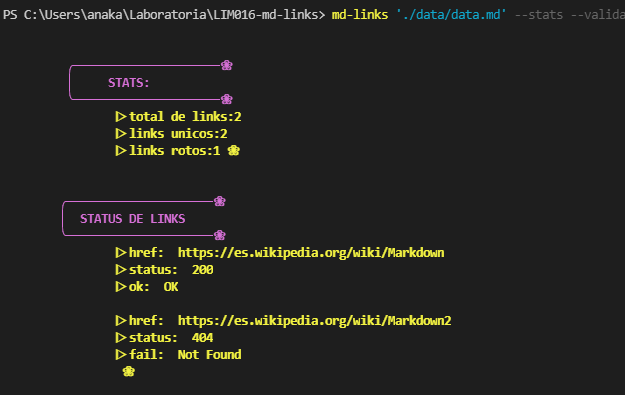 PS C:\Users\anaka\Laboratoria\LIM016-md-links> md-links './data/data.md' --stats --valida
STATS:
total de links:2
links unicos:2
links rotos:1
STATUS DE LINKS
href: https://es.wikipedia.org/wiki/Markdown
status: 200
ok: OK
href: https://es.wikipedia.org/wiki/Markdown2
status: 404
fail: Not Found